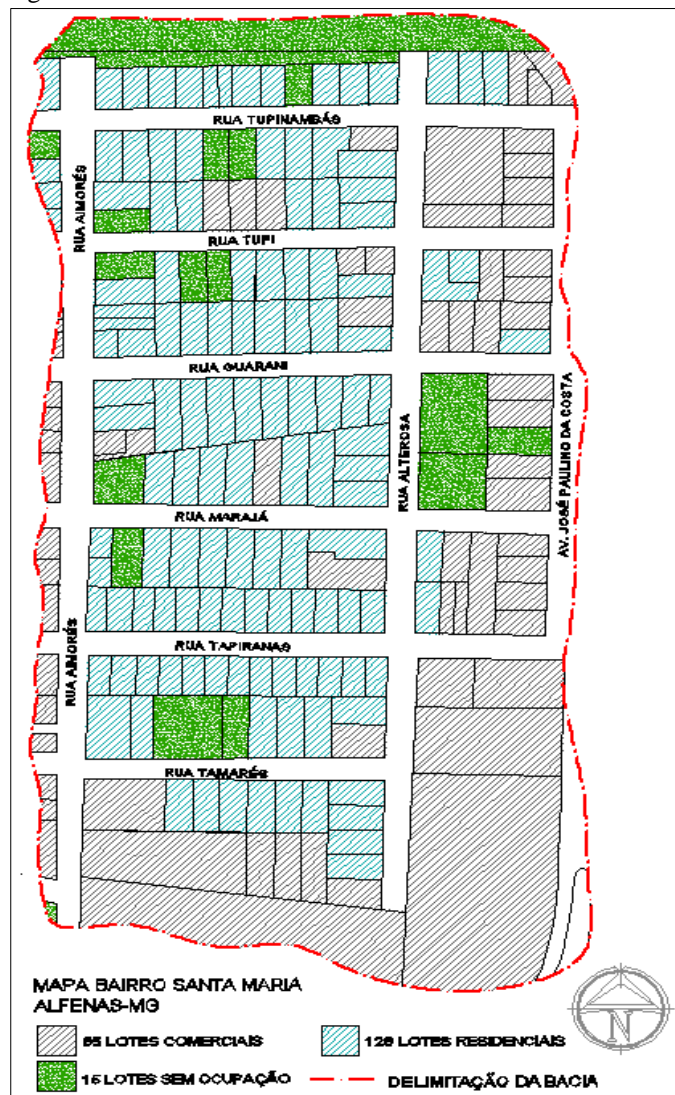 RUA TUPINAMBÁS
RUA AIMORÉS
RUA TUPI
RUA GUARANI
RUA ALTEROSA
AV. JOSÉ PAULINO DA COSTA
RUA MARAJÁ
RUA TAPIRANAS
RUA AIMORÉS
RUA TAMARÉS
MAPA BAIRRO SANTA MARIA
ALFENAS-MG
LOTES COMERCIAIS
LOTES RESIDENCIAIS
15 LOTES SEM OCUPAÇÃO
DELIMITAÇÃO DA BACIA
N